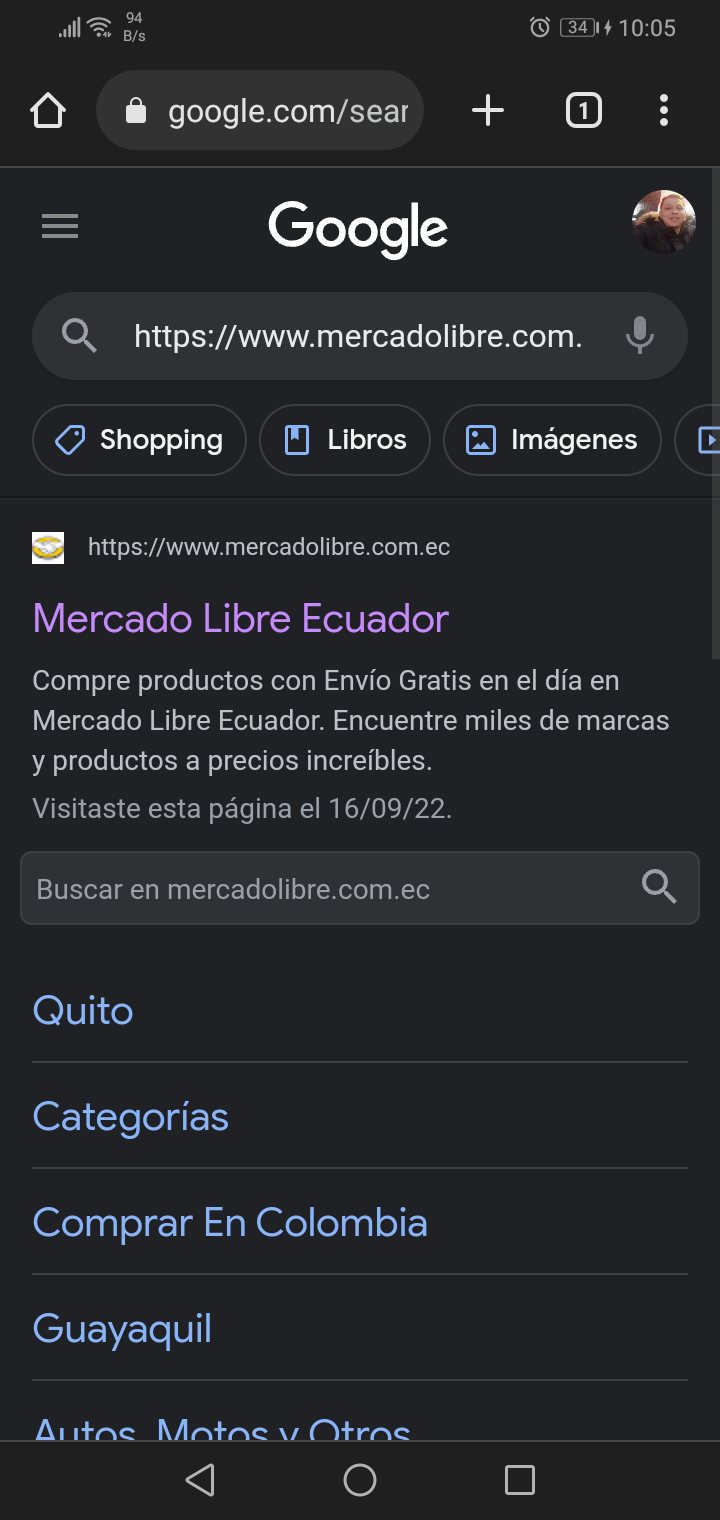 94
B/s
34
10:05
google.com/sear
1
Google
https://www.mercadolibre.com.
Shopping
Libros
Imágenes
https://www.mercadolibre.com.ec
Mercado Libre Ecuador
Compre productos con Envío Gratis en el día en
Mercado Libre Ecuador. Encuentre miles de marcas
y productos a precios increíbles.
Visitaste esta página el 16/09/22.
Buscar en mercadolibre.com.ec
Quito
Categorías
Comprar En Colombia
Guayaquil
Autos, Motos y Otros